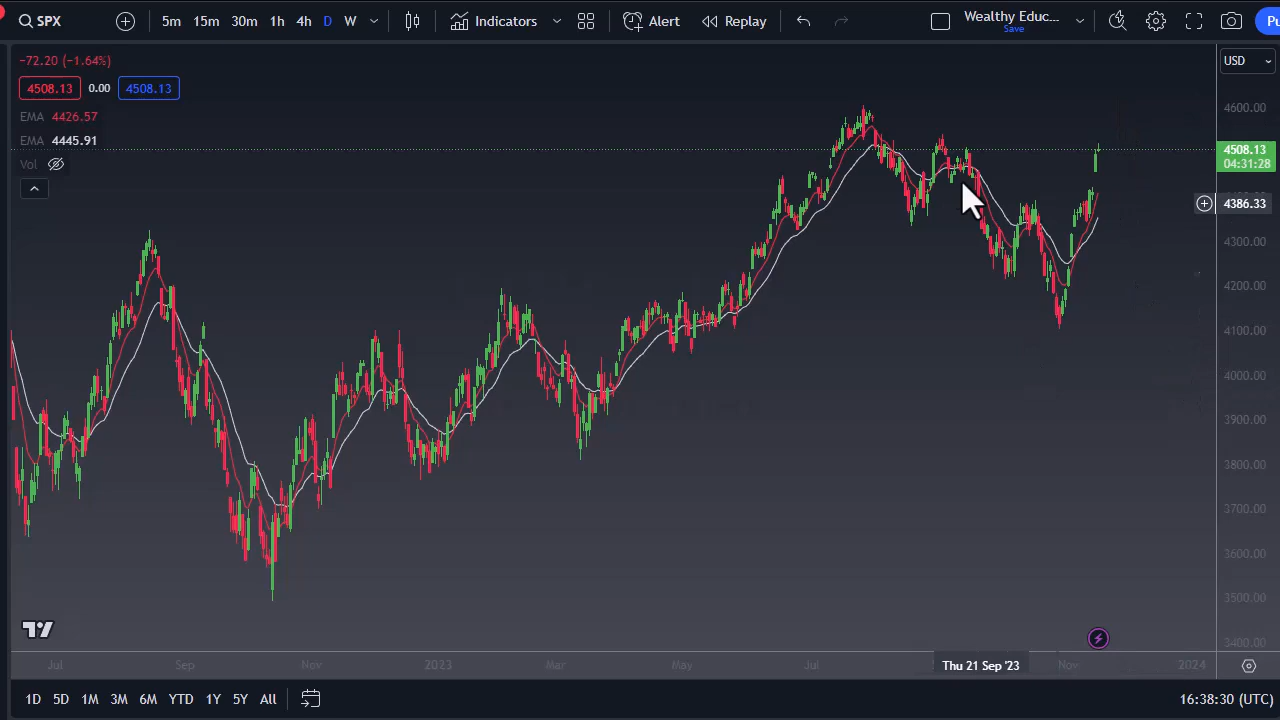 SPX 5m 15m 30m 1h 4h D W Indicators Alert Replay Wealthy Educ... Save Pu
−72.20 (−1.64%) USD
4508.13 0.00 4508.13
EMA 4426.57
EMA 4445.91
Vol
4600.00
4508.13
04:31:28
4386.33
4300.00
4200.00
4100.00
4000.00
3900.00
3800.00
3700.00
3600.00
3500.00
3400.00
Jul Sep Nov 2023 Mar May Jul Thu 21 Sep '23 Nov 2024
1D 5D 1M 3M 6M YTD 1Y 5Y All 16:38:30 (UTC)